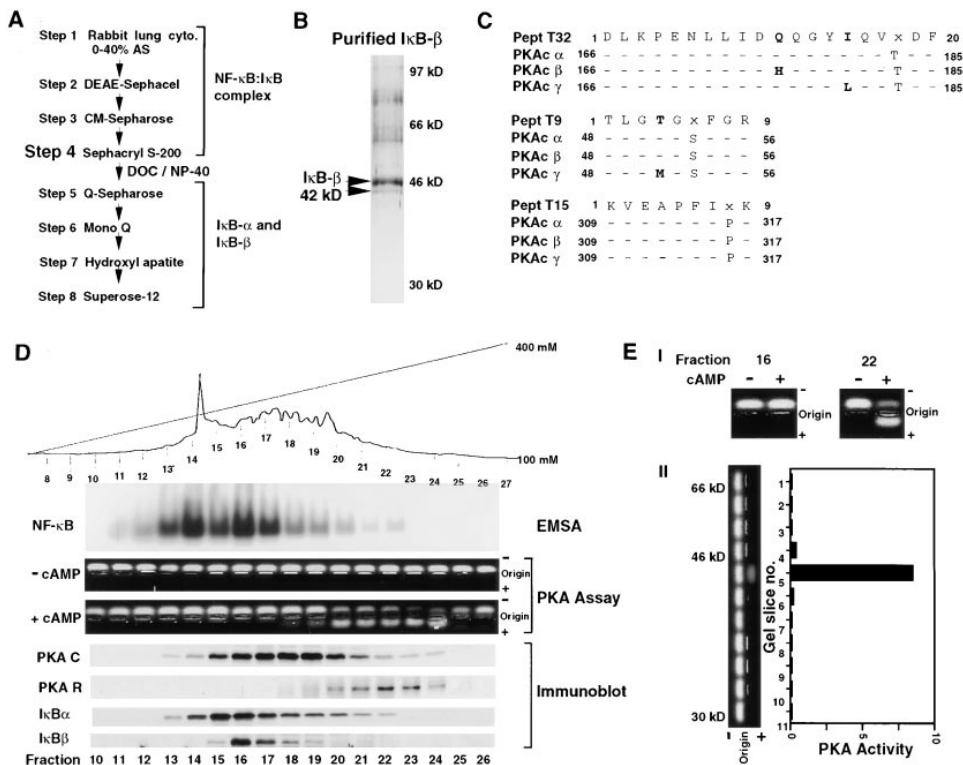 A
Step 1 Rabbit lung cyto.
0-40% AS
Step 2 DEAE-Sephacel
Step 3 CM-Sepharose
Step 4 Sephacryl S-200
DOC / NP-40
Step 5 Q-Sepharose
Step 6 Mono Q
Step 7 Hydroxyl apatite
Step 8 Superose-12
NF-κB:IκB
complex
IκB-α and
IκB-β
B
Purified IκB-β
97 kD
66 kD
46 kD
30 kD
IκB-β
42 kD
C
Pept T32 1 D L K P E N L L I D Q Q G Y I Q V x D F 20
PKAc α 166 - - - - - - - - - - - - - - - - - T - - 185
PKAc β 166 - - - - - - - - - - H - - - - - - T - - 185
PKAc γ 166 - - - - - - - - - - - - - - L - - T - - 185
Pept T9 1 T L G T G x F G R 9
PKAc α 48 - - - - - S - - - 56
PKAc β 48 - - - - - S - - - 56
PKAc γ 48 - - - M - S - - - 56
Pept T15 1 K V E A P F I x K 9
PKAc α 309 - - - - - - - P - 317
PKAc β 309 - - - - - - - P - 317
PKAc γ 309 - - - - - - - P - 317
D
400 mM
100 mM
8 9 10 11 12 13 14 15 16 17 18 19 20 21 22 23 24 25 26 27
NF-κB
EMSA
- cAMP
- Origin +
+ cAMP
- Origin +
PKA Assay
PKA C
PKA R
IκBα
IκBβ
Immunoblot
Fraction 10 11 12 13 14 15 16 17 18 19 20 21 22 23 24 25 26
E
I
Fraction 16 22
cAMP - + - +
- Origin +
- Origin +
II
66 kD
46 kD
30 kD
- Origin +
Gel slice no.
1
2
3
4
5
6
7
8
9
10
11
0 5 10
PKA Activity